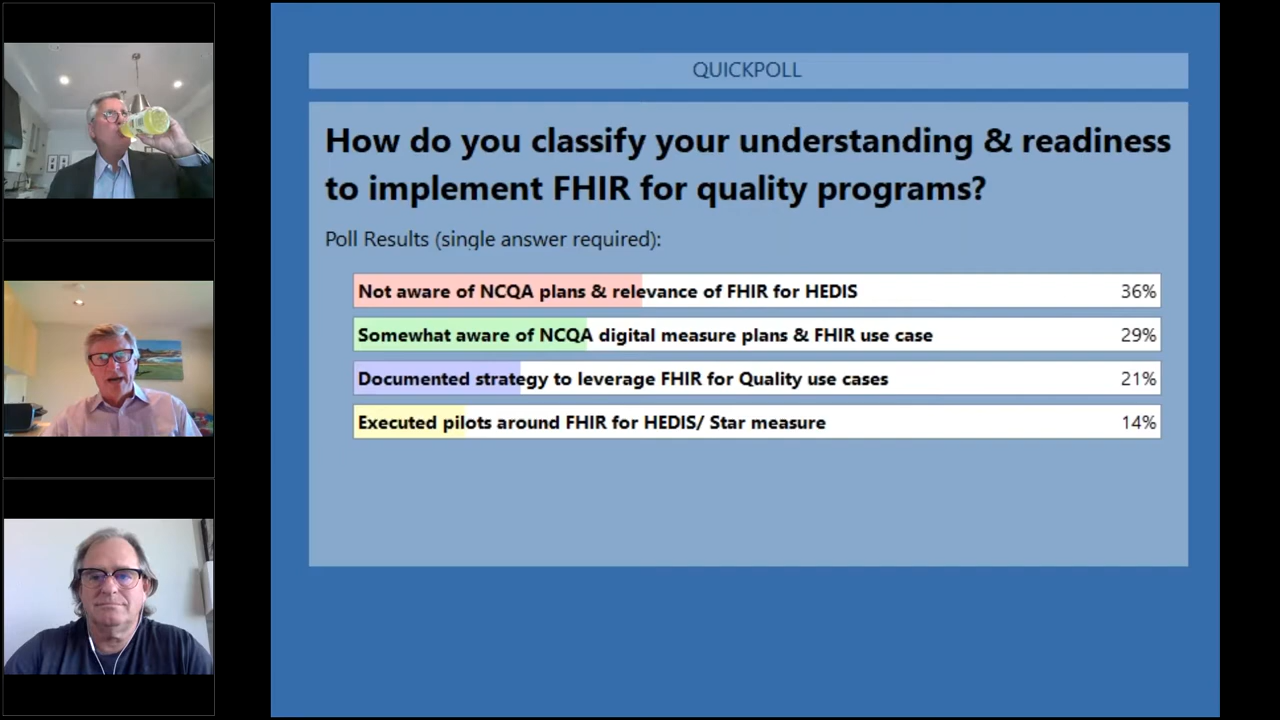 QUICKPOLL
How do you classify your understanding & readiness
to implement FHIR for quality programs?
Poll Results (single answer required):
Not aware of NCQA plans & relevance of FHIR for HEDIS 36%
Somewhat aware of NCQA digital measure plans & FHIR use case 29%
Documented strategy to leverage FHIR for Quality use cases 21%
Executed pilots around FHIR for HEDIS/ Star measure 14%